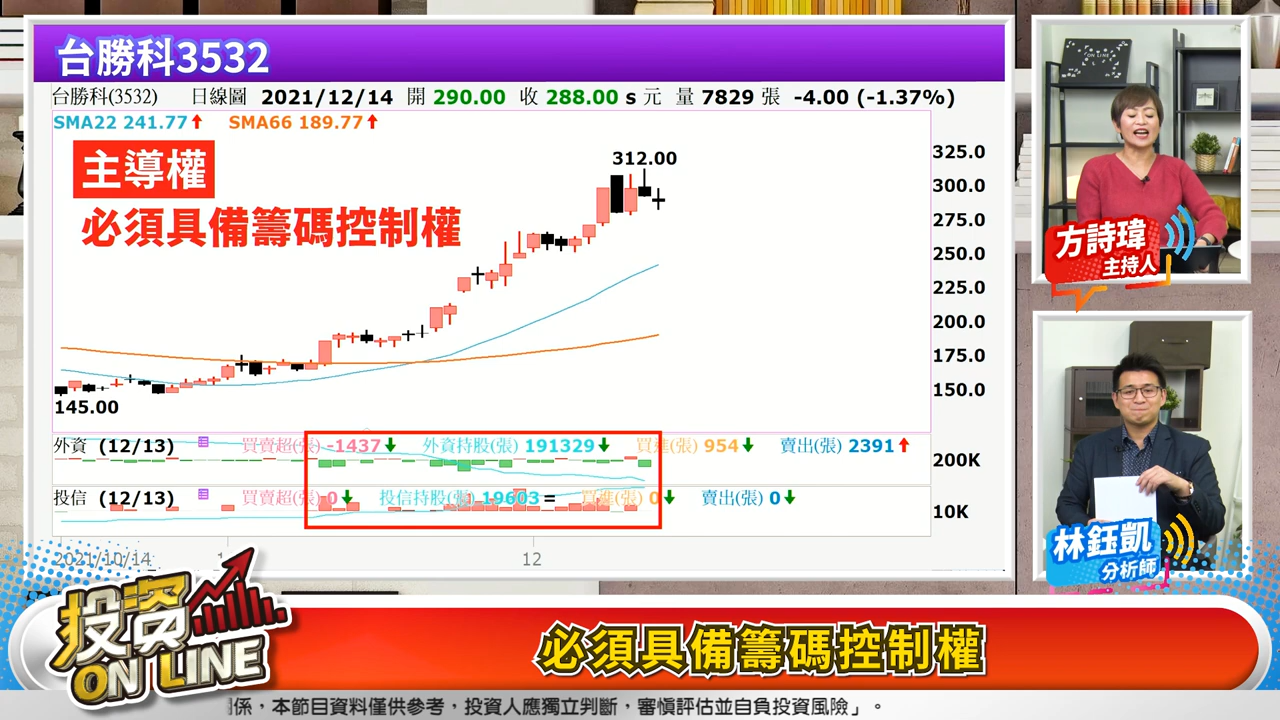 台勝科3532
台勝科(3532) 日線圖 2021/12/14 開 290.00 收 288.00 s 元 量 7829 張 -4.00 (-1.37%)
SMA22 241.77 SMA66 189.77
主導權
必須具備籌碼控制權
312.00
145.00
325.0
300.0
275.0
250.0
225.0
200.0
175.0
150.0
外資 (12/13) 買賣超(張) -1437 外資持股(張) 191329 買進(張) 954 賣出(張) 2391
200K
投信 (12/13) 買賣超(張) 0 投信持股(張) 19603 = 買進(張) 0 賣出(張) 0
10K
2021/10/14
12
ON LINE
方詩瑋
主持人
林鈺凱
分析師
投資
ON LINE
必須具備籌碼控制權
係，本節目資料僅供參考，投資人應獨立判斷，審慎評估並自負投資風險」。